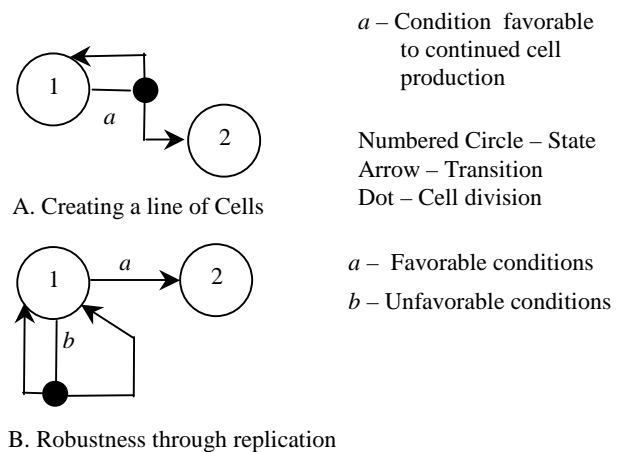 1
a
2
A. Creating a line of Cells
a – Condition favorable
to continued cell
production
Numbered Circle – State
Arrow – Transition
Dot – Cell division
1
a
2
b
B. Robustness through replication
a – Favorable conditions
b – Unfavorable conditions